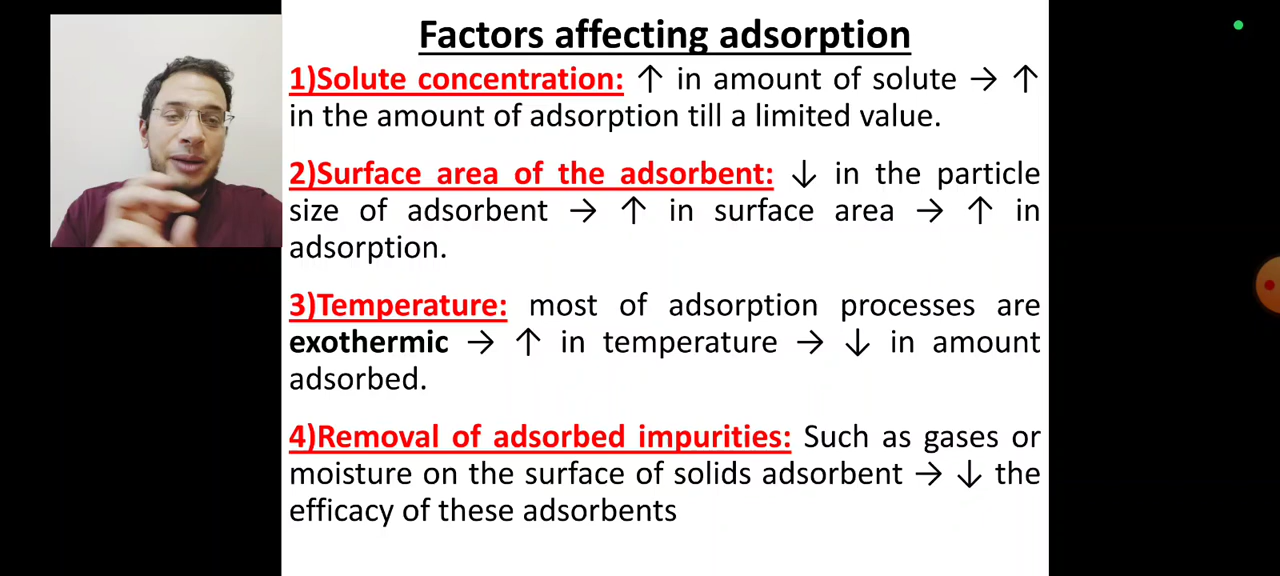 Factors affecting adsorption
1)Solute concentration: ↑ in amount of solute → ↑
in the amount of adsorption till a limited value.
2)Surface area of the adsorbent: ↓ in the particle
size of adsorbent → ↑ in surface area → ↑ in
adsorption.
3)Temperature: most of adsorption processes are
exothermic → ↑ in temperature → ↓ in amount
adsorbed.
4)Removal of adsorbed impurities: Such as gases or
moisture on the surface of solids adsorbent → ↓ the
efficacy of these adsorbents